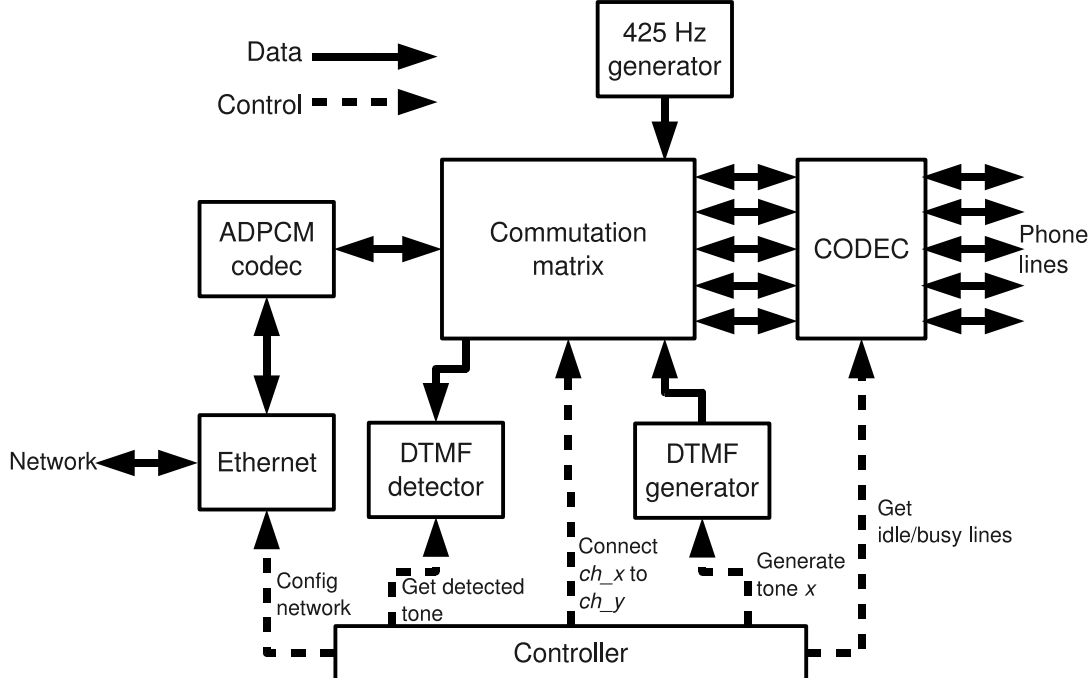 Data
Control
425 Hz
generator
ADPCM
codec
Commutation
matrix
CODEC
Phone
lines
Network
Ethernet
DTMF
detector
DTMF
generator
Get
idle/busy lines
Config
network
Get detected
tone
Connect
ch_x to
ch_y
Generate
tone x
Controller